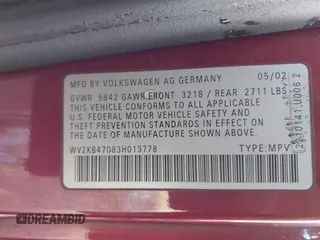 MFD BY VOLKSWAGEN AG GERMANY 05/02
GVWR 5842 GAWR FRONT 3218 / REAR 2711 LBS.
THIS VEHICLE CONFORMS TO ALL APPLICABLE
U.S. FEDERAL MOTOR VEHICLE SAFETY AND
THEFT PREVENTION STANDARDS IN EFFECT ON THE
DATE OF MANUFACTURE SHOWN ABOVE.
WV2KB47083H013778 TYPE:MPV
DREAMBID